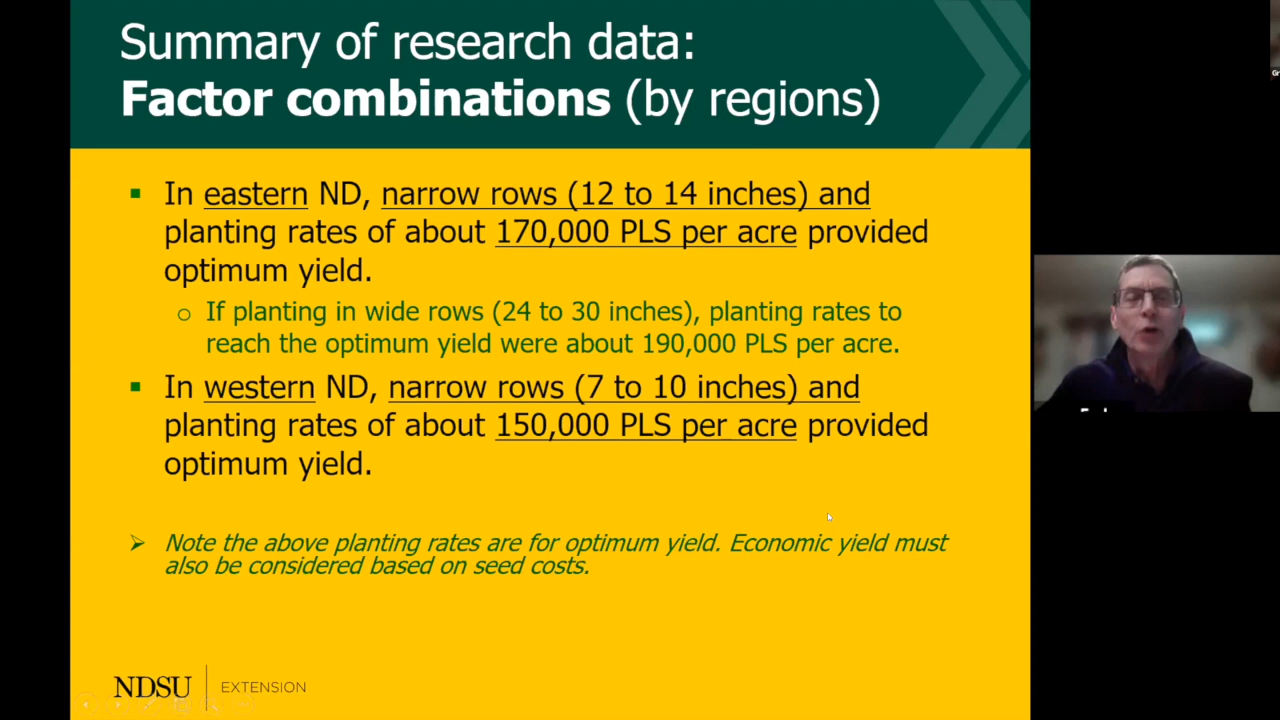 Summary of research data:
Factor combinations (by regions)
In eastern ND, narrow rows (12 to 14 inches) and
planting rates of about 170,000 PLS per acre provided
optimum yield.
If planting in wide rows (24 to 30 inches), planting rates to
reach the optimum yield were about 190,000 PLS per acre.
In western ND, narrow rows (7 to 10 inches) and
planting rates of about 150,000 PLS per acre provided
optimum yield.
Note the above planting rates are for optimum yield. Economic yield must
also be considered based on seed costs.
NDSU EXTENSION